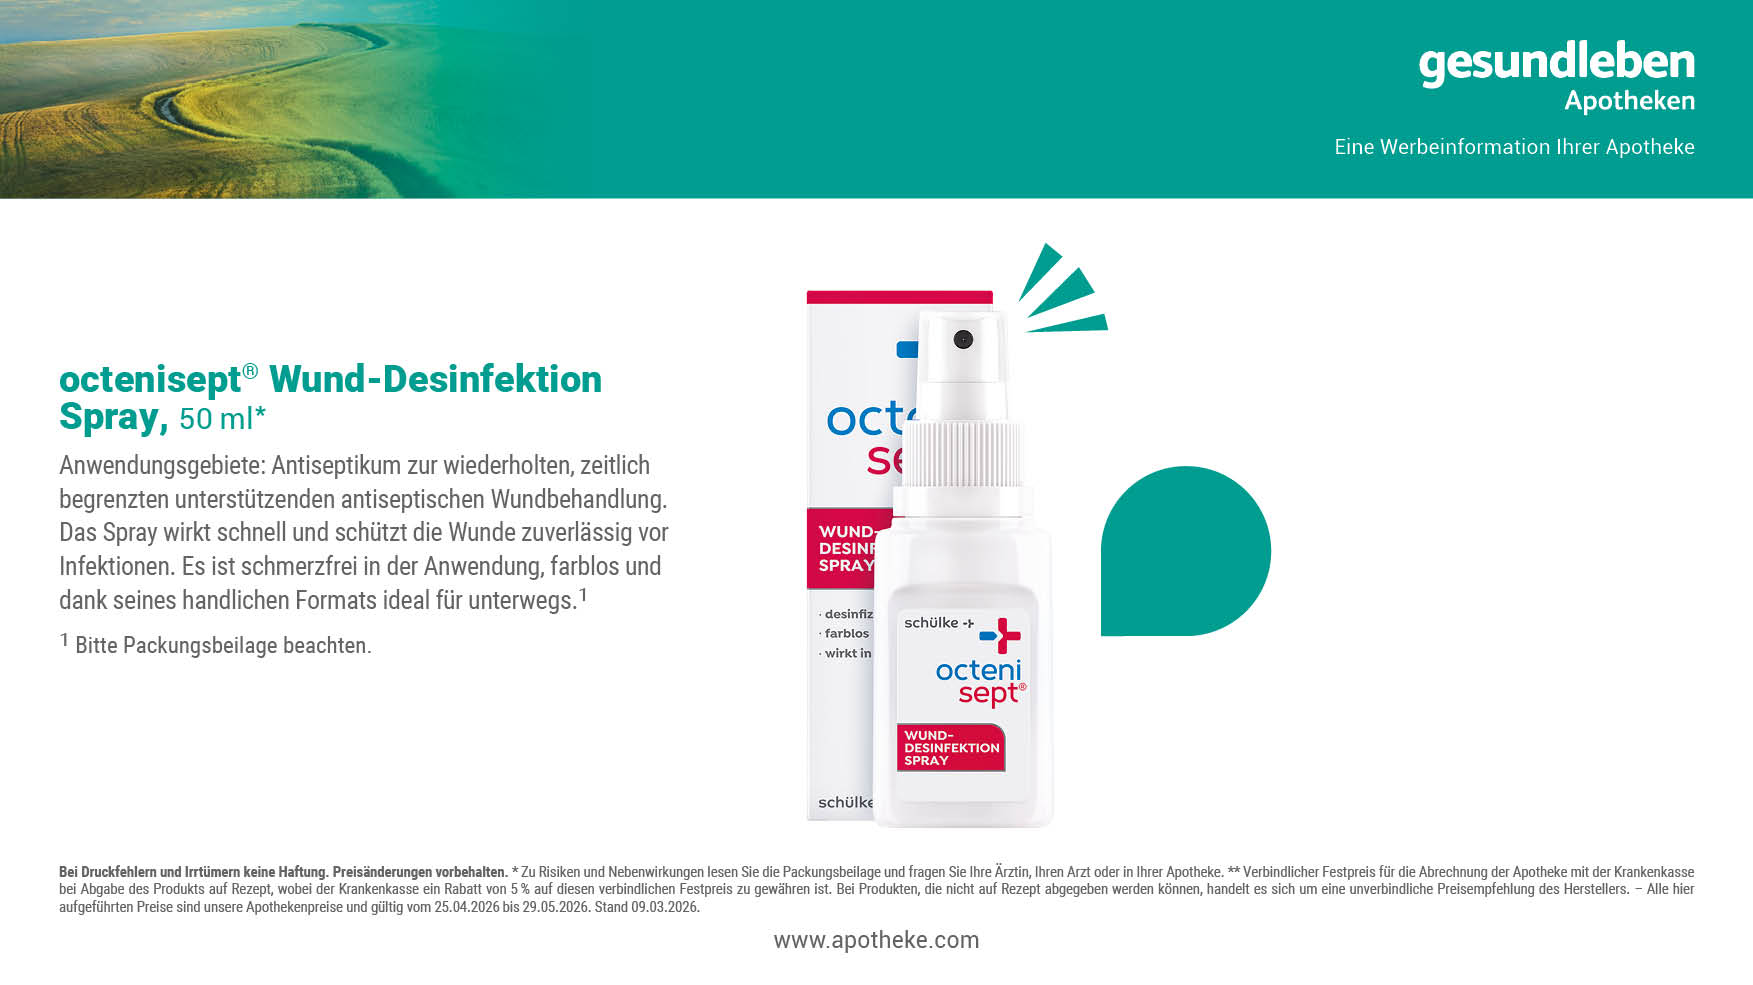 gesundleben
Apotheken
Eine Werbeinformation Ihrer Apotheke
octenisept® Wund-Desinfektion
Spray, 50 ml*
Anwendungsgebiete: Antiseptikum zur wiederholten, zeitlich
begrenzten unterstützenden antiseptischen Wundbehandlung.
Das Spray wirkt schnell und schützt die Wunde zuverlässig vor
Infektionen. Es ist schmerzfrei in der Anwendung, farblos und
dank seines handlichen Formats ideal für unterwegs.¹
¹ Bitte Packungsbeilage beachten.
octe
se
WUND-
DESINF
SPRAY
· desinfiz
· farblos
· wirkt in
schülke
schülke
octeni
sept®
WUND-
DESINFEKTION
SPRAY
Bei Druckfehlern und Irrtümern keine Haftung. Preisänderungen vorbehalten. * Zu Risiken und Nebenwirkungen lesen Sie die Packungsbeilage und fragen Sie Ihre Ärztin, Ihren Arzt oder in Ihrer Apotheke. ** Verbindlicher Festpreis für die Abrechnung der Apotheke mit der Krankenkasse
bei Abgabe des Produkts auf Rezept, wobei der Krankenkasse ein Rabatt von 5 % auf diesen verbindlichen Festpreis zu gewähren ist. Bei Produkten, die nicht auf Rezept abgegeben werden können, handelt es sich um eine unverbindliche Preisempfehlung des Herstellers. – Alle hier
aufgeführten Preise sind unsere Apothekenpreise und gültig vom 25.04.2026 bis 29.05.2026. Stand 09.03.2026.
www.apotheke.com